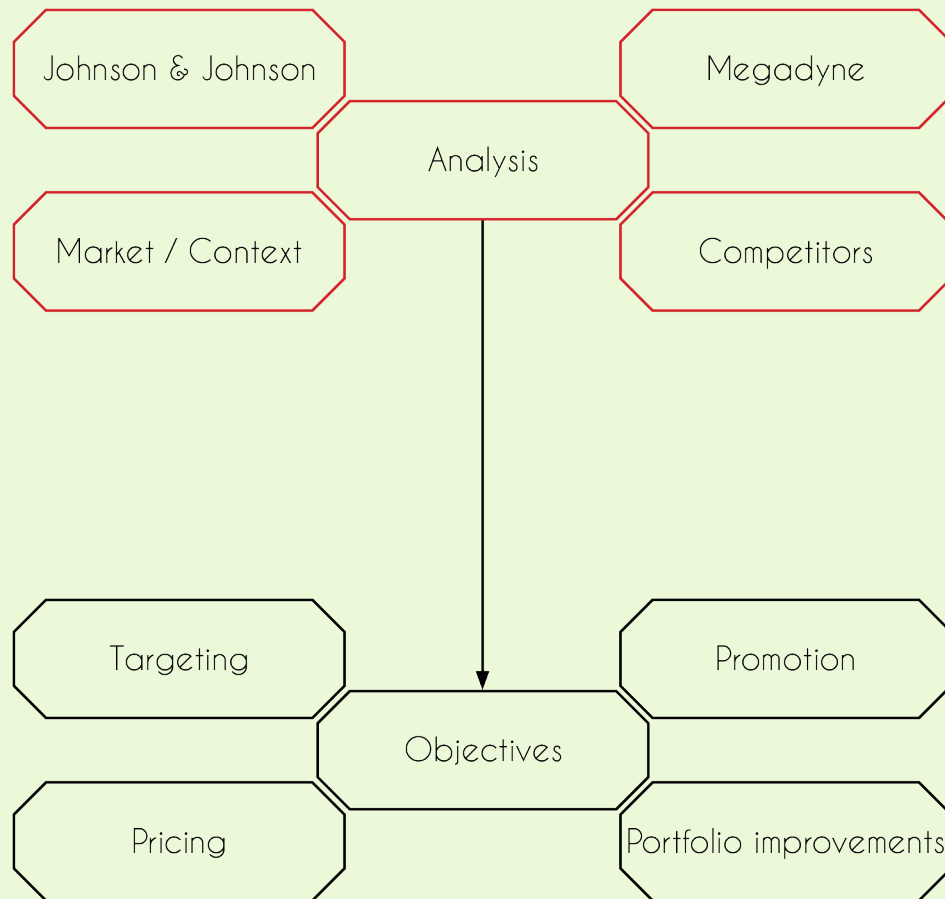 Johnson & Johnson
Megadyne
Analysis
Market / Context
Competitors
Targeting
Promotion
Objectives
Pricing
Portfolio improvements